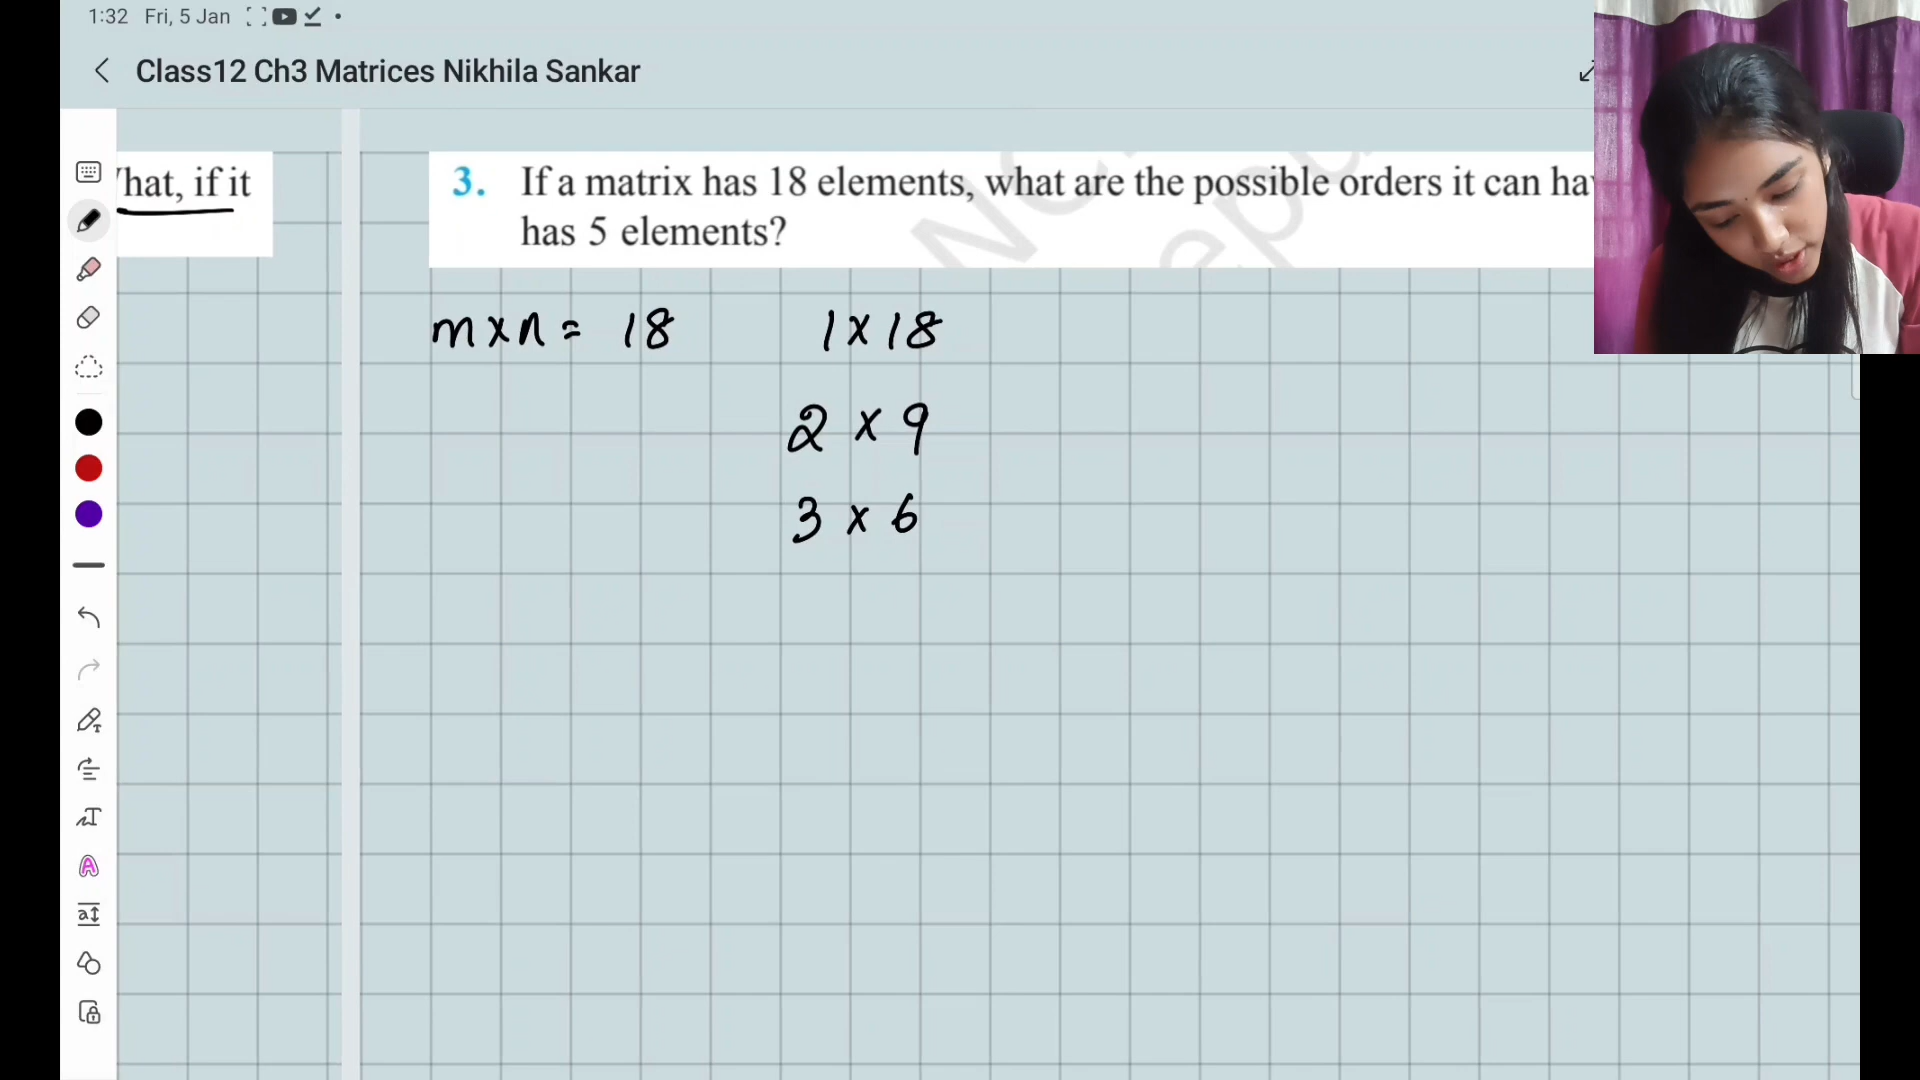 1:32 Fri, 5 Jan
Class12 Ch3 Matrices Nikhila Sankar
hat, if it
3. If a matrix has 18 elements, what are the possible orders it can ha
has 5 elements?
m x n = 18 1 x 18
2 x 9
3 x 6